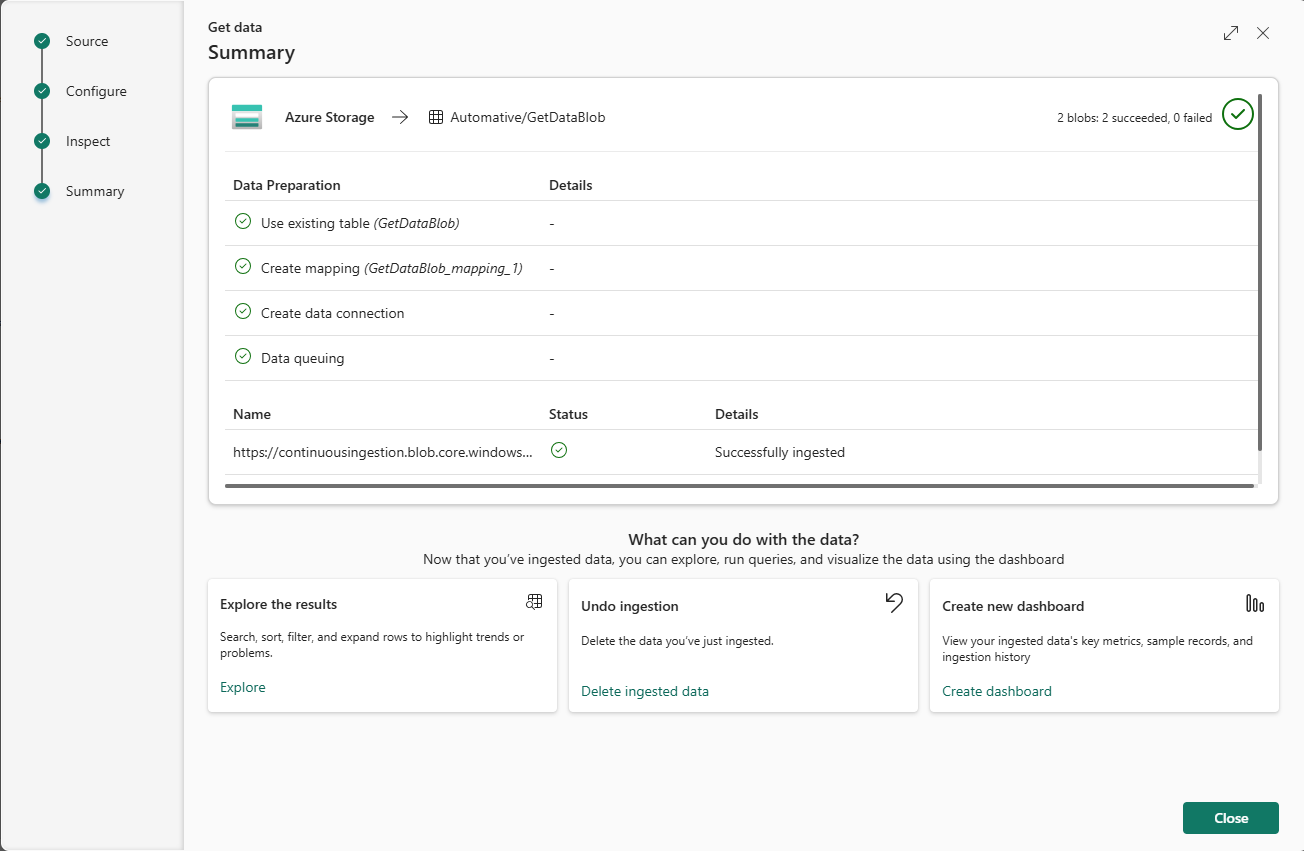 Source
Configure
Inspect
Summary
Get data
Summary
Azure Storage
Automative/GetDataBlob
2 blobs: 2 succeeded, 0 failed
Data Preparation Details
Use existing table (GetDataBlob) -
Create mapping (GetDataBlob_mapping_1) -
Create data connection -
Data queuing -
Name Status Details
https://continuousingestion.blob.core.windows... Successfully ingested
What can you do with the data?
Now that you've ingested data, you can explore, run queries, and visualize the data using the dashboard
Explore the results
Search, sort, filter, and expand rows to highlight trends or
problems.
Explore
Undo ingestion
Delete the data you've just ingested.
Delete ingested data
Create new dashboard
View your ingested data's key metrics, sample records, and
ingestion history
Create dashboard
Close